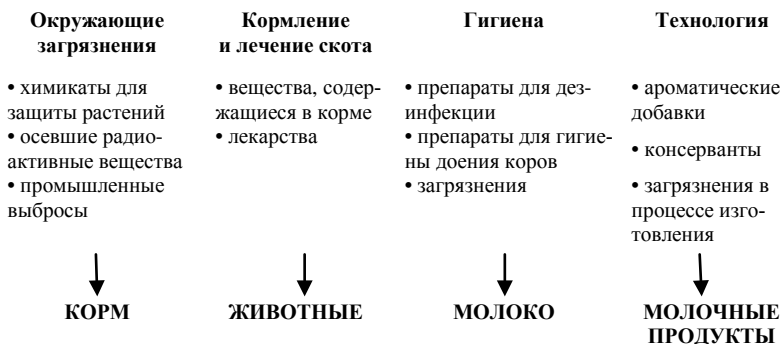 Окружающие
загрязнения
• химикаты для
защиты растений
• осевшие радио-
активные вещества
• промышленные
выбросы
КОРМ
Кормление
и лечение скота
• вещества, содер-
жащиеся в корме
• лекарства
ЖИВОТНЫЕ
Гигиена
• препараты для дез-
инфекции
• препараты для гигие-
ны доения коров
• загрязнения
МОЛОКО
Технология
• ароматические
добавки
• консерванты
• загрязнения в
процессе изго-
товления
МОЛОЧНЫЕ
ПРОДУКТЫ